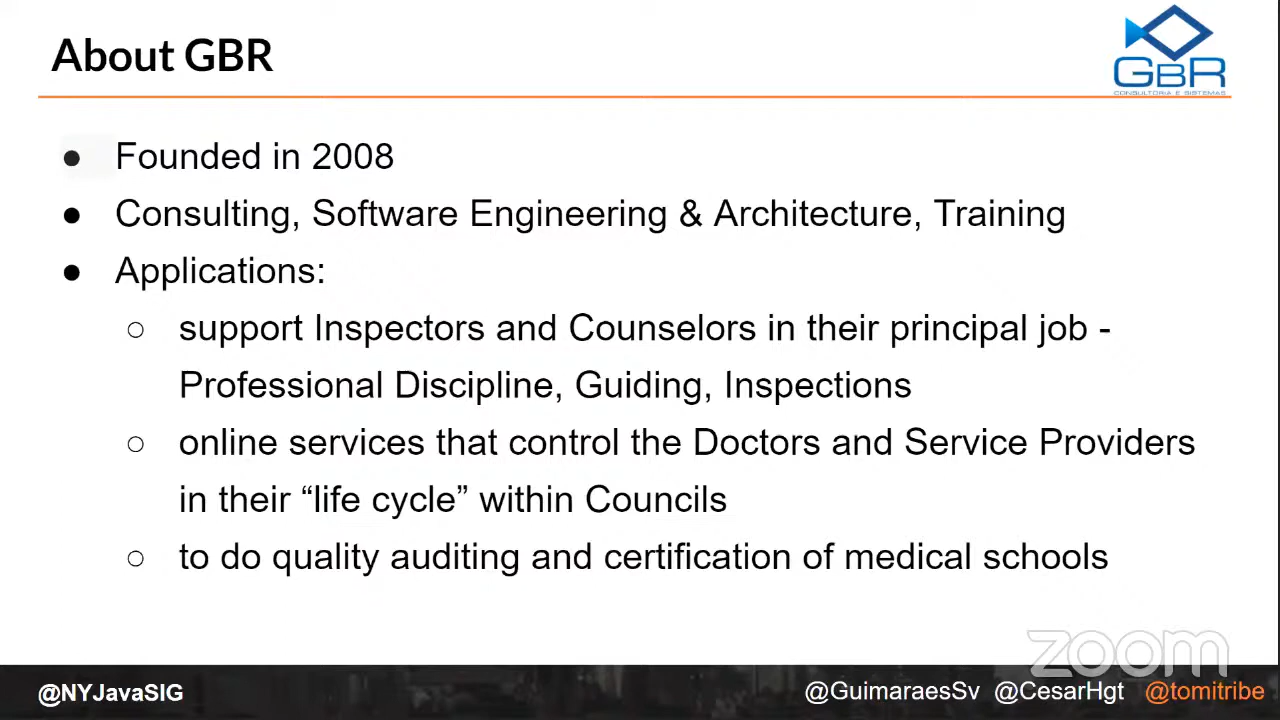 About GBR
GBR
CONSULTORIA E SISTEMAS
● Founded in 2008
● Consulting, Software Engineering & Architecture, Training
● Applications:
○ support Inspectors and Counselors in their principal job -
Professional Discipline, Guiding, Inspections
○ online services that control the Doctors and Service Providers
in their “life cycle” within Councils
○ to do quality auditing and certification of medical schools
zoom
@NYJavaSIG @GuimaraesSv @CesarHgt @tomitribe